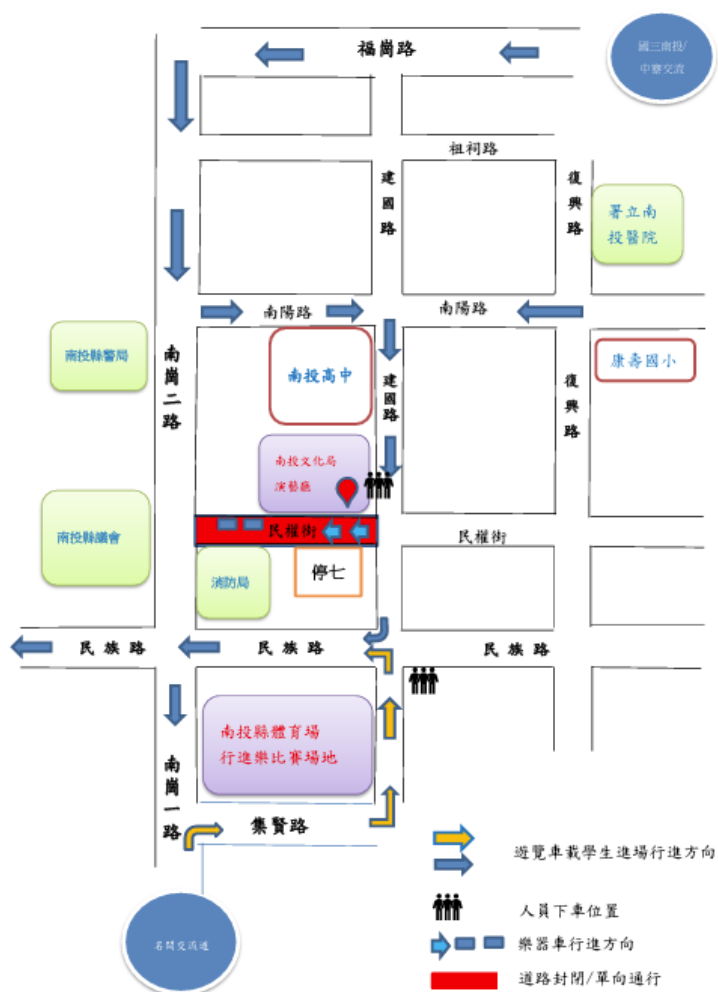 福崗路
國三南投/
中寮交流
祖祠路
建國路
復興路
署立南
投醫院
南陽路
南陽路
南投縣警局
南崗二路
南投高中
建國路
復興路
康壽國小
南投文化局
演藝廳
南投縣議會
民權街
民權街
消防局
停七
民族路
民族路
民族路
南投縣體育場
行進樂比賽場地
南崗一路
集賢路
遊覽車載學生進場行進方向
人員下車位置
名間交流道
樂器車行進方向
道路封閉/單向通行